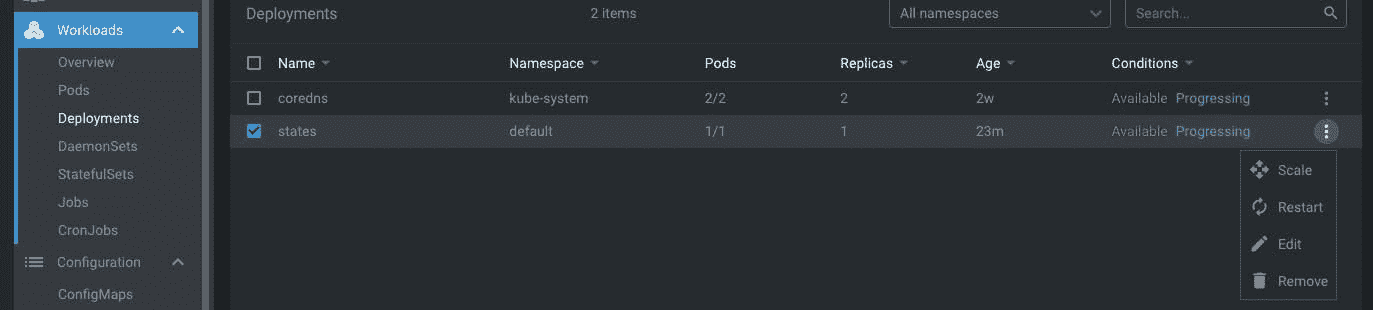 Workloads
Overview
Pods
Deployments
DaemonSets
StatefulSets
Jobs
CronJobs
Configuration
ConfigMaps
Deployments 2 items All namespaces Search...
Name Namespace Pods Replicas Age Conditions
coredns kube-system 2/2 2 2w Available Progressing
states default 1/1 1 23m Available Progressing
Scale
Restart
Edit
Remove